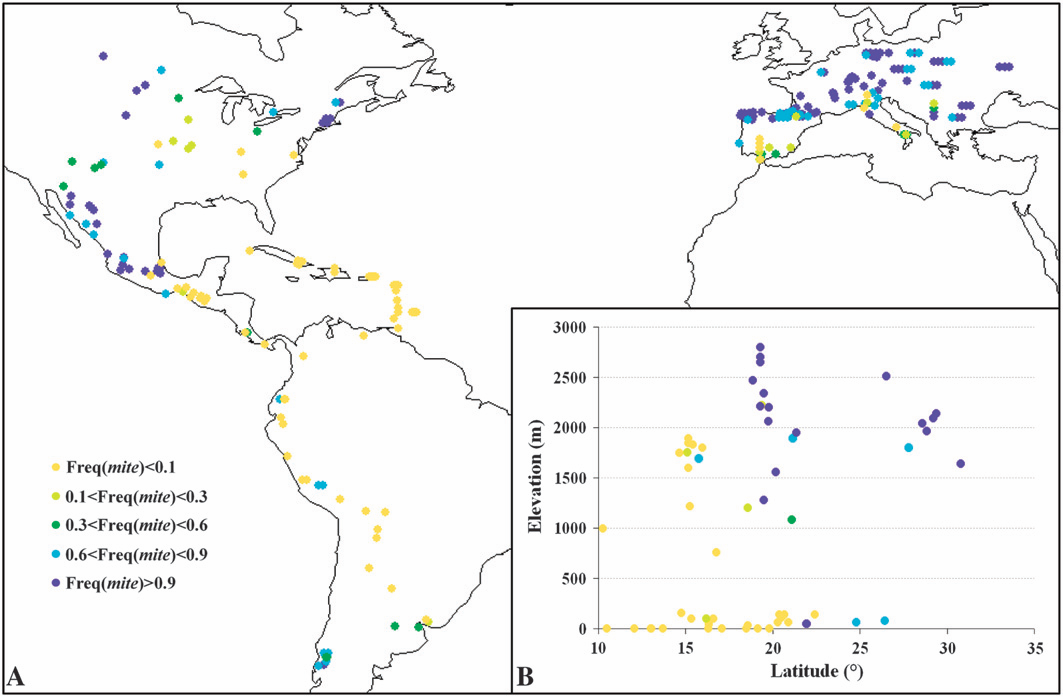 Freq(mite)<0.1
0.1<Freq(mite)<0.3
0.3<Freq(mite)<0.6
0.6<Freq(mite)<0.9
Freq(mite)>0.9
A
3000
2500
2000
1500
1000
500
0
Elevation (m)
10 15 20 25 30 35
Latitude (°)
B